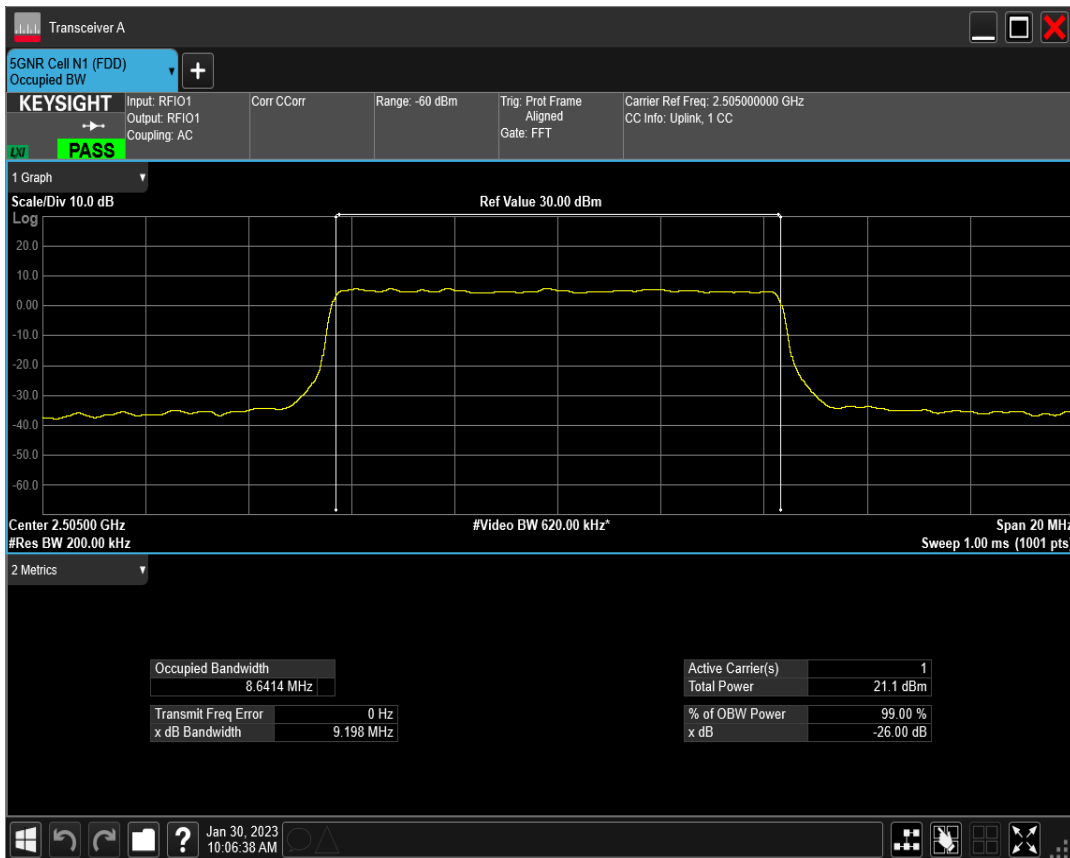 Transceiver A
5GNR Cell N1 (FDD)
Occupied BW
KEYSIGHT
LXI
PASS
Input: RFIO1
Output: RFIO1
Coupling: AC
Corr CCorr
Range: -60 dBm
Trig: Prot Frame
Aligned
Gate: FFT
Carrier Ref Freq: 2.505000000 GHz
CC Info: Uplink, 1 CC
1 Graph
Scale/Div 10.0 dB
Ref Value 30.00 dBm
Log
20.0
10.0
0.00
-10.0
-20.0
-30.0
-40.0
-50.0
-60.0
Center 2.50500 GHz
#Video BW 620.00 kHz*
Span 20 MHz
#Res BW 200.00 kHz
Sweep 1.00 ms (1001 pts)
2 Metrics
Occupied Bandwidth
8.6414 MHz
Transmit Freq Error 0 Hz
x dB Bandwidth 9.198 MHz
Active Carrier(s) 1
Total Power 21.1 dBm
% of OBW Power 99.00 %
x dB -26.00 dB
Jan 30, 2023
10:06:38 AM